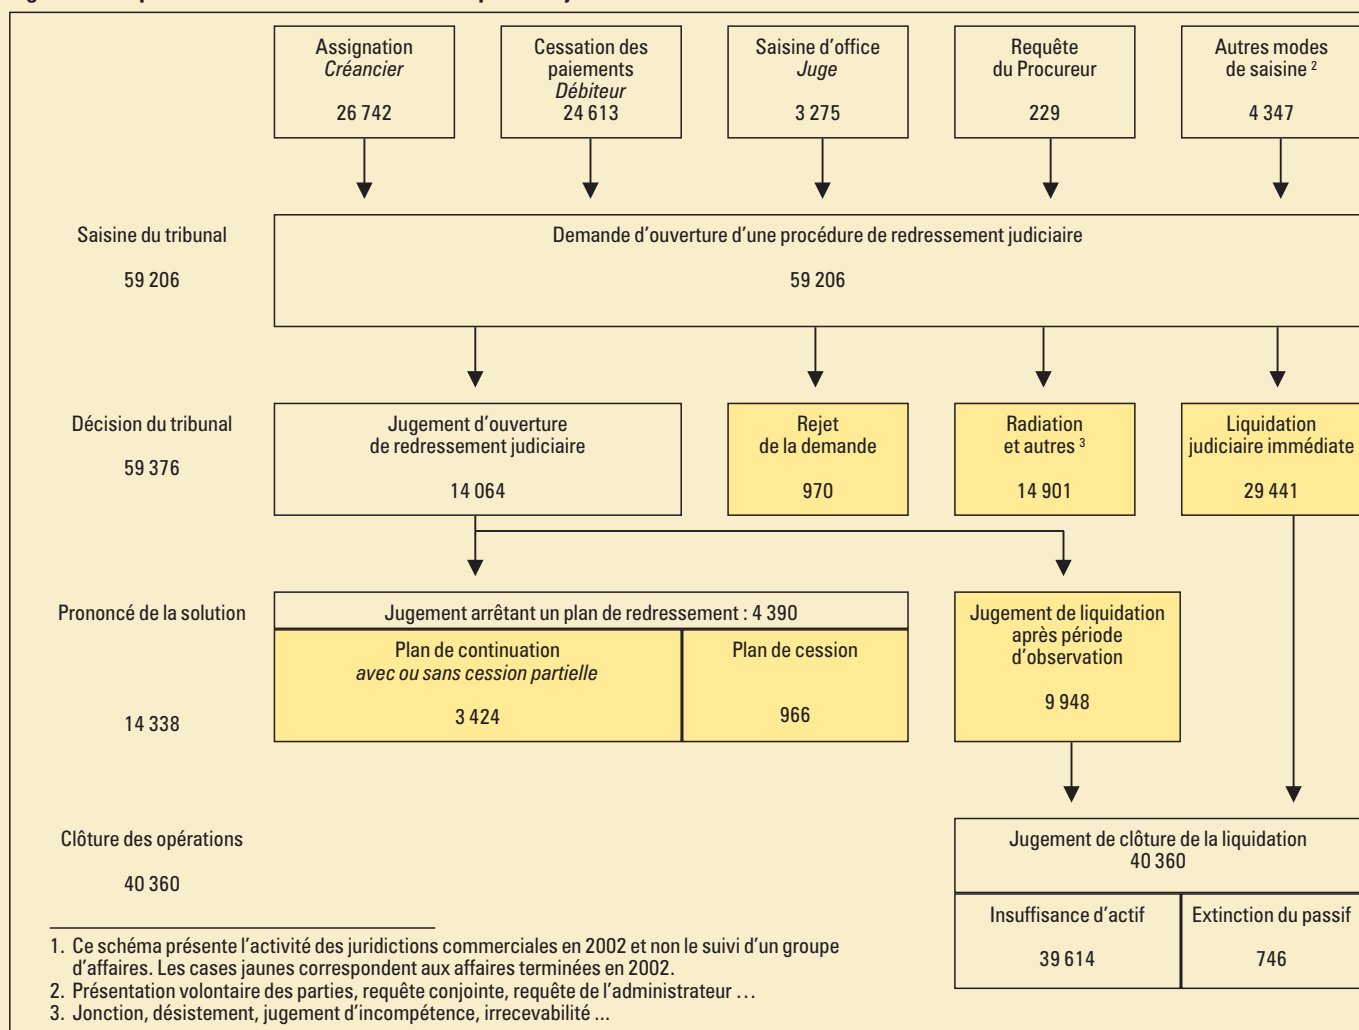 Assignation
Créancier
26 742
Cessation des
paiements
Débiteur
24 613
Saisine d'office
Juge
3 275
Requête
du Procureur
229
Autres modes
de saisine 2
4 347
Saisine du tribunal
59 206
Demande d'ouverture d'une procédure de redressement judiciaire
59 206
Décision du tribunal
59 376
Jugement d'ouverture
de redressement judiciaire
14 064
Rejet
de la demande
970
Radiation
et autres 3
14 901
Liquidation
judiciaire immédiate
29 441
Prononcé de la solution
14 338
Jugement arrêtant un plan de redressement : 4 390
Plan de continuation
avec ou sans cession partielle
3 424
Plan de cession
966
Jugement de liquidation
après période
d'observation
9 948
Clôture des opérations
40 360
Jugement de clôture de la liquidation
40 360
Insuffisance d'actif
39 614
Extinction du passif
746
1. Ce schéma présente l'activité des juridictions commerciales en 2002 et non le suivi d'un groupe
d'affaires. Les cases jaunes correspondent aux affaires terminées en 2002.
2. Présentation volontaire des parties, requête conjointe, requête de l'administrateur …
3. Jonction, désistement, jugement d'incompétence, irrecevabilité ...